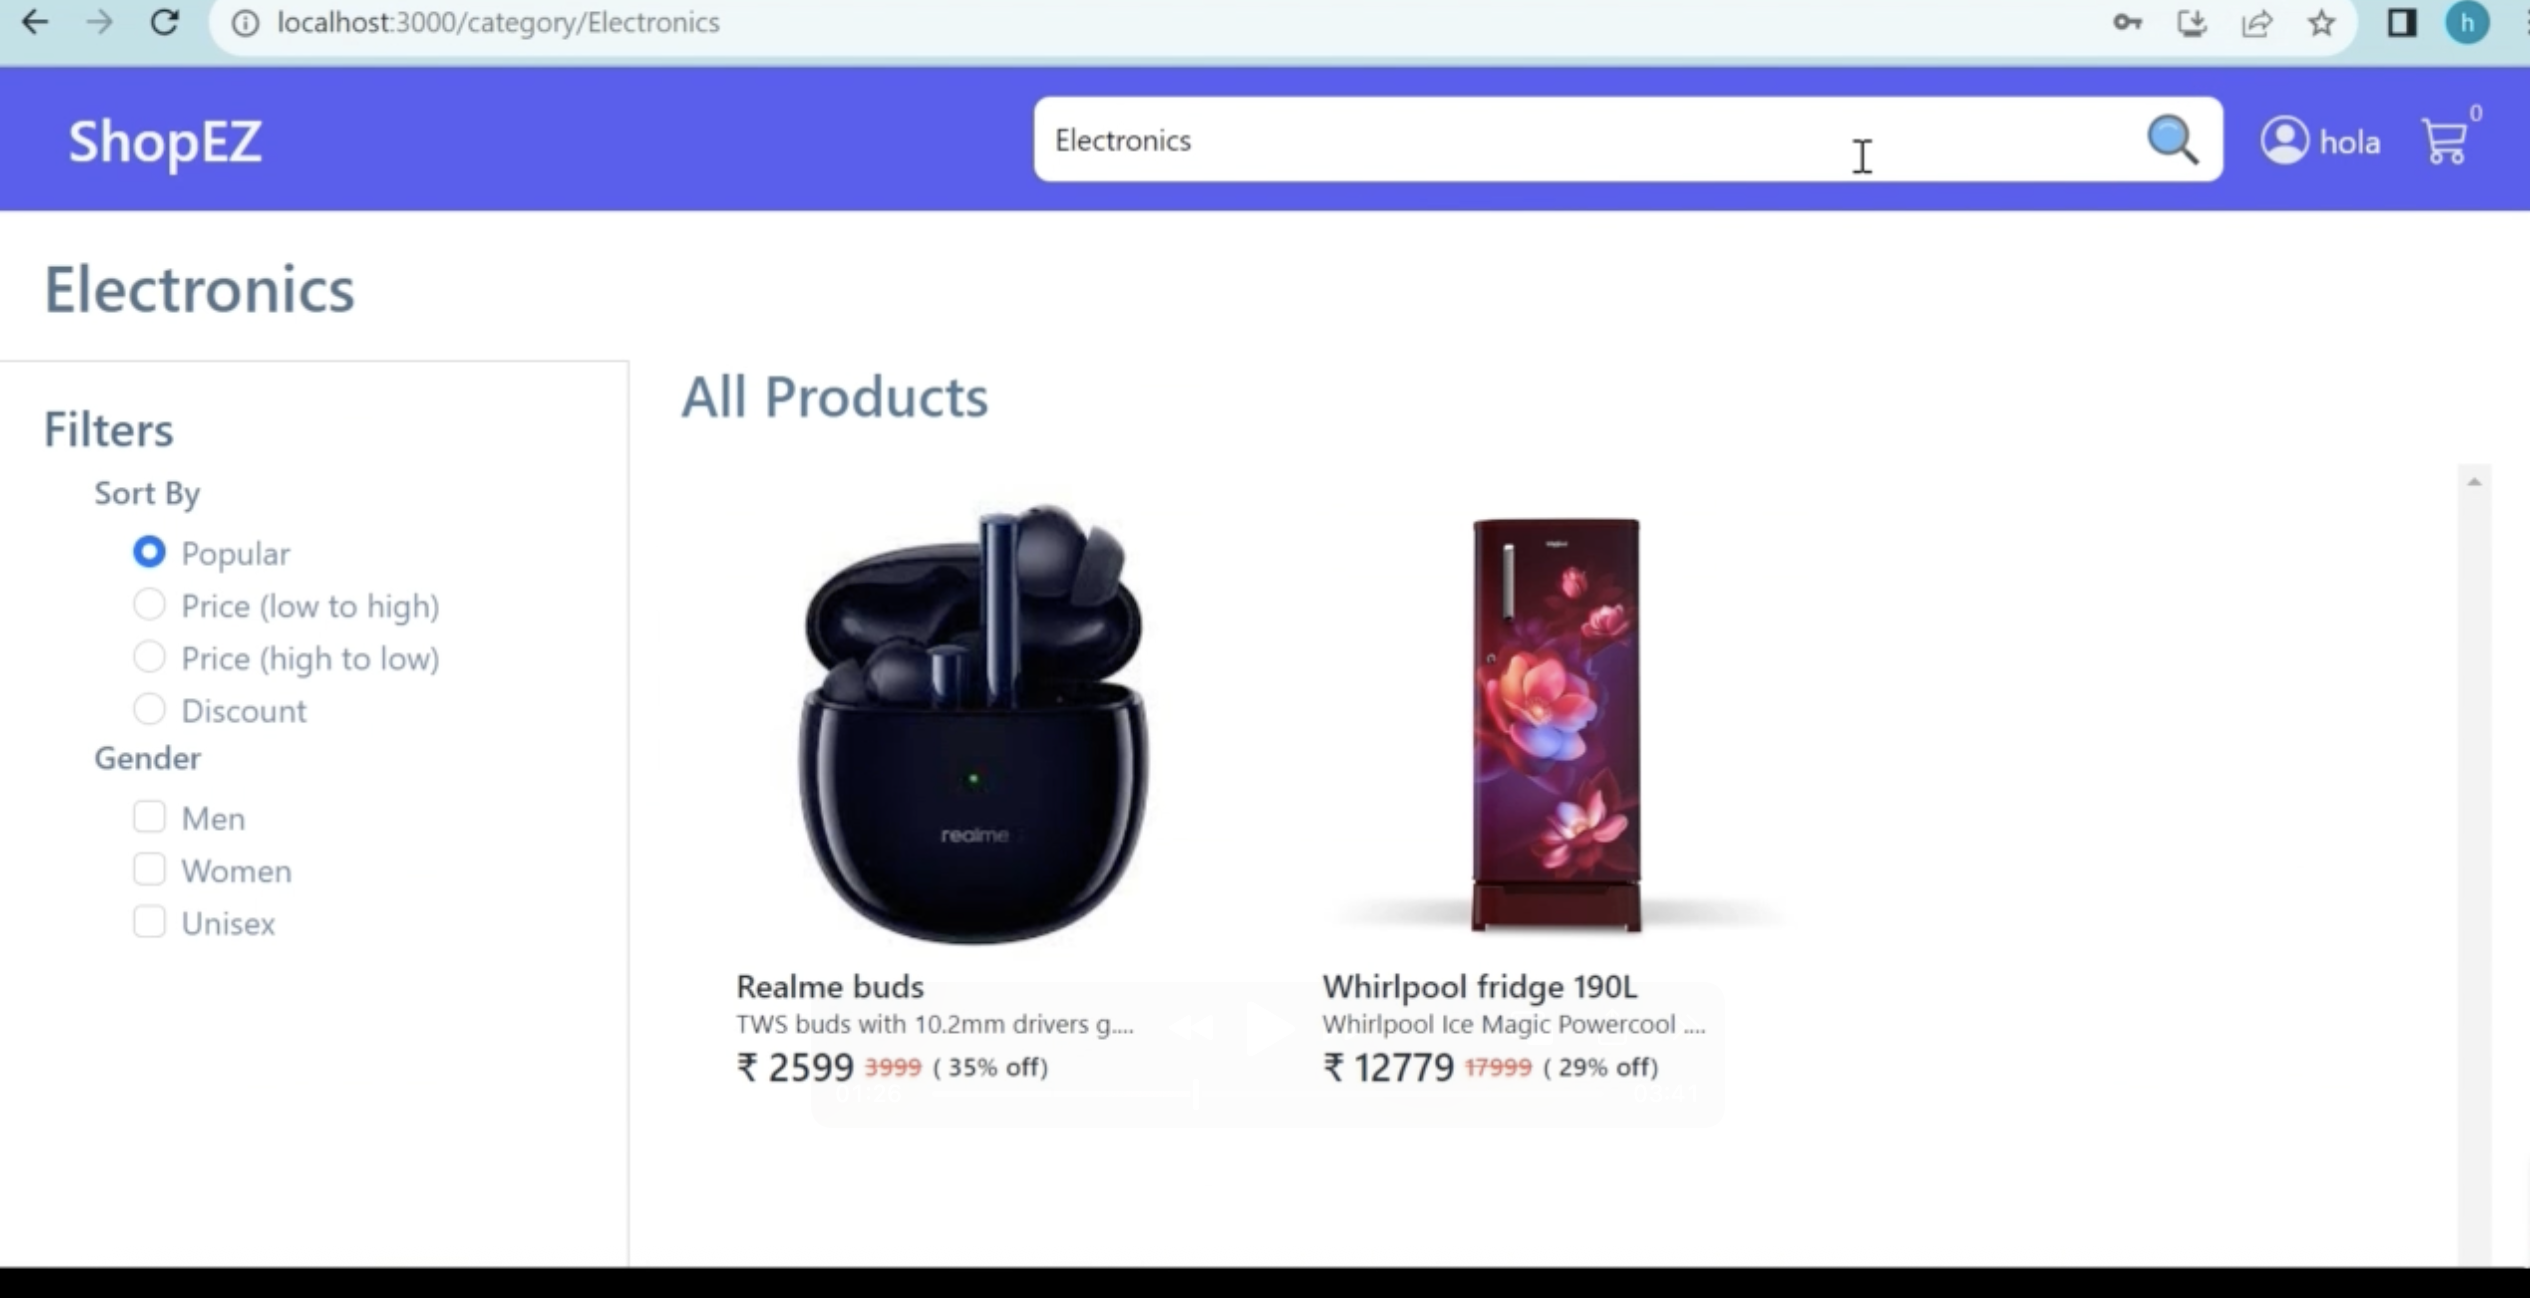 localhost:3000/category/Electronics
h
ShopEZ
Electronics
hola
0
Electronics
Filters
Sort By
Popular
Price (low to high)
Price (high to low)
Discount
Gender
Men
Women
Unisex
All Products
realme
Realme buds
TWS buds with 10.2mm drivers g....
₹ 2599 3999 ( 35% off)
Whirlpool fridge 190L
Whirlpool Ice Magic Powercool ....
₹ 12779 17999 ( 29% off)